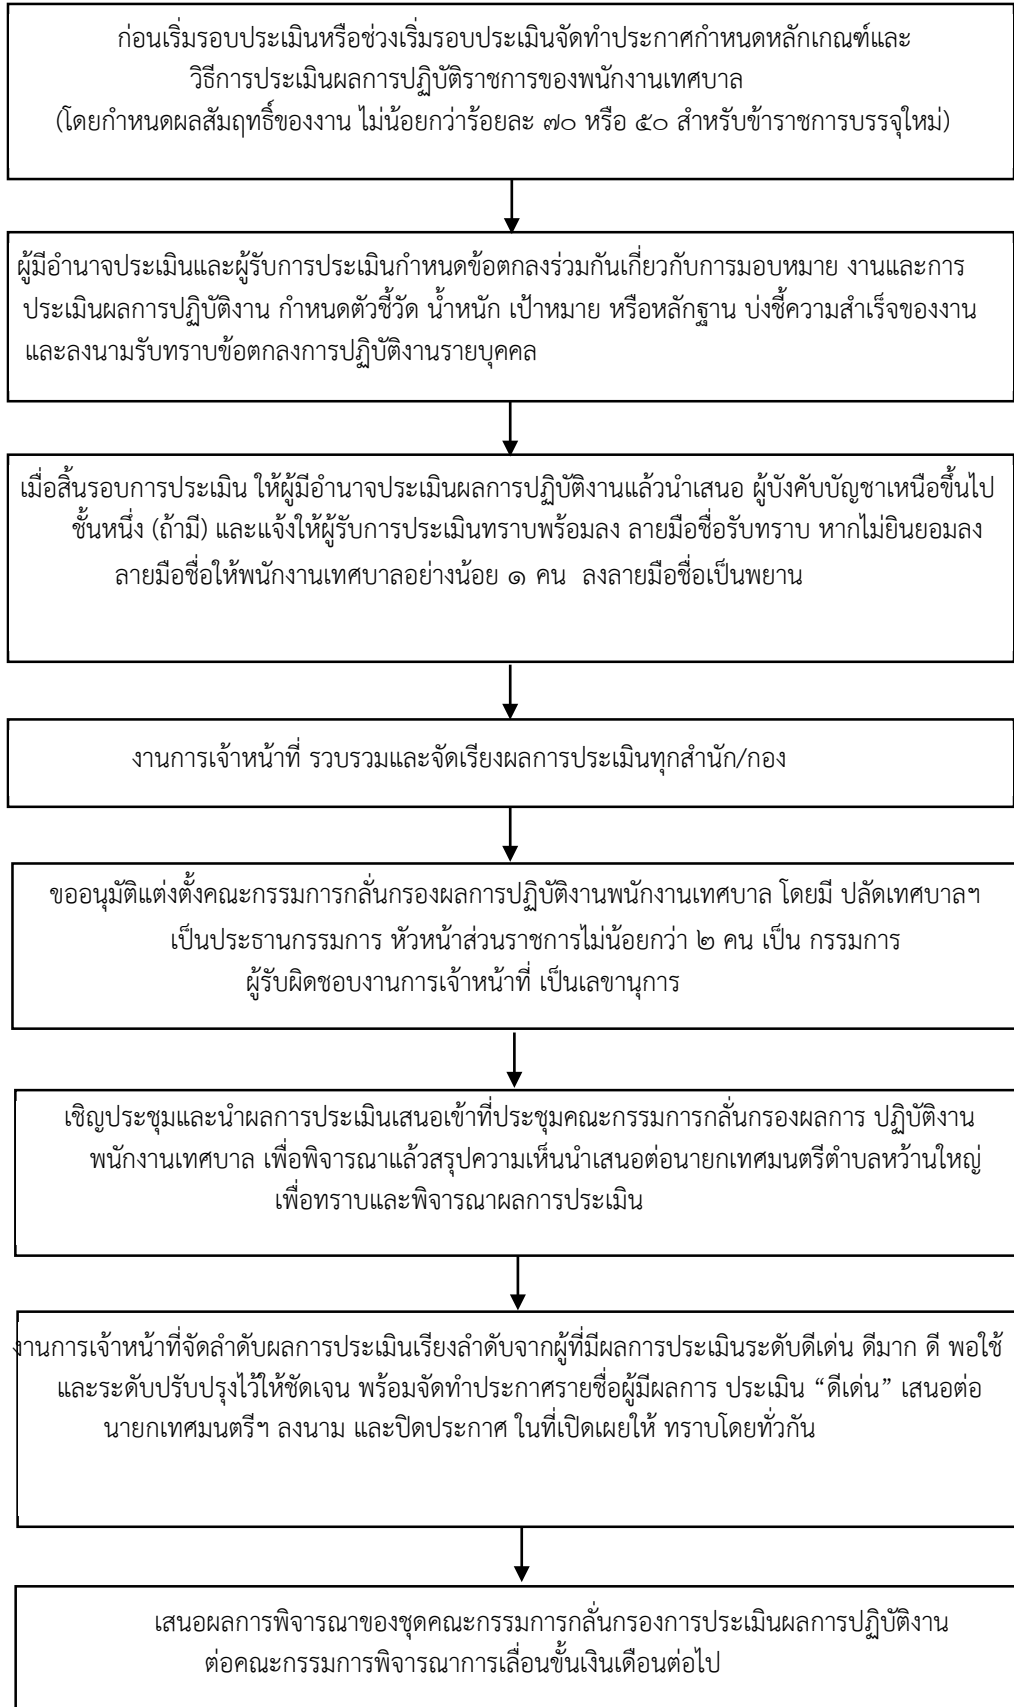 ก่อนเริ่มรอบประเมินหรือช่วงเริ่มรอบประเมินจัดทำประกาศกำหนดหลักเกณฑ์และ
วิธีการประเมินผลการปฏิบัติราชการของพนักงานเทศบาล
(โดยกำหนดผลสัมฤทธิ์ของงาน ไม่น้อยกว่าร้อยละ ๗๐ หรือ ๕๐ สำหรับข้าราชการบรรจุใหม่)
ผู้มีอำนาจประเมินและผู้รับการประเมินกำหนดข้อตกลงร่วมกันเกี่ยวกับการมอบหมาย งานและการ
ประเมินผลการปฏิบัติงาน กำหนดตัวชี้วัด น้ำหนัก เป้าหมาย หรือหลักฐาน บ่งชี้ความสำเร็จของงาน
และลงนามรับทราบข้อตกลงการปฏิบัติงานรายบุคคล
เมื่อสิ้นรอบการประเมิน ให้ผู้มีอำนาจประเมินผลการปฏิบัติงานแล้วนำเสนอ ผู้บังคับบัญชาเหนือขึ้นไป
ชั้นหนึ่ง (ถ้ามี) และแจ้งให้ผู้รับการประเมินทราบพร้อมลง ลายมือชื่อรับทราบ หากไม่ยินยอมลง
ลายมือชื่อให้พนักงานเทศบาลอย่างน้อย ๑ คน ลงลายมือชื่อเป็นพยาน
งานการเจ้าหน้าที่ รวบรวมและจัดเรียงผลการประเมินทุกสำนัก/กอง
ขออนุมัติแต่งตั้งคณะกรรมการกลั่นกรองผลการปฏิบัติงานพนักงานเทศบาล โดยมี ปลัดเทศบาลฯ
เป็นประธานกรรมการ หัวหน้าส่วนราชการไม่น้อยกว่า ๒ คน เป็น กรรมการ
ผู้รับผิดชอบงานการเจ้าหน้าที่ เป็นเลขานุการ
เชิญประชุมและนำผลการประเมินเสนอเข้าที่ประชุมคณะกรรมการกลั่นกรองผลการ ปฏิบัติงาน
พนักงานเทศบาล เพื่อพิจารณาแล้วสรุปความเห็นนำเสนอต่อนายกเทศมนตรีตำบลหว้านใหญ่
เพื่อทราบและพิจารณาผลการประเมิน
งานการเจ้าหน้าที่จัดลำดับผลการประเมินเรียงลำดับจากผู้ที่มีผลการประเมินระดับดีเด่น ดีมาก ดี พอใช้
และระดับปรับปรุงไว้ให้ชัดเจน พร้อมจัดทำประกาศรายชื่อผู้มีผลการ ประเมิน “ดีเด่น” เสนอต่อ
นายกเทศมนตรีฯ ลงนาม และปิดประกาศ ในที่เปิดเผยให้ ทราบโดยทั่วกัน
เสนอผลการพิจารณาของชุดคณะกรรมการกลั่นกรองการประเมินผลการปฏิบัติงาน
ต่อคณะกรรมการพิจารณาการเลื่อนขั้นเงินเดือนต่อไป